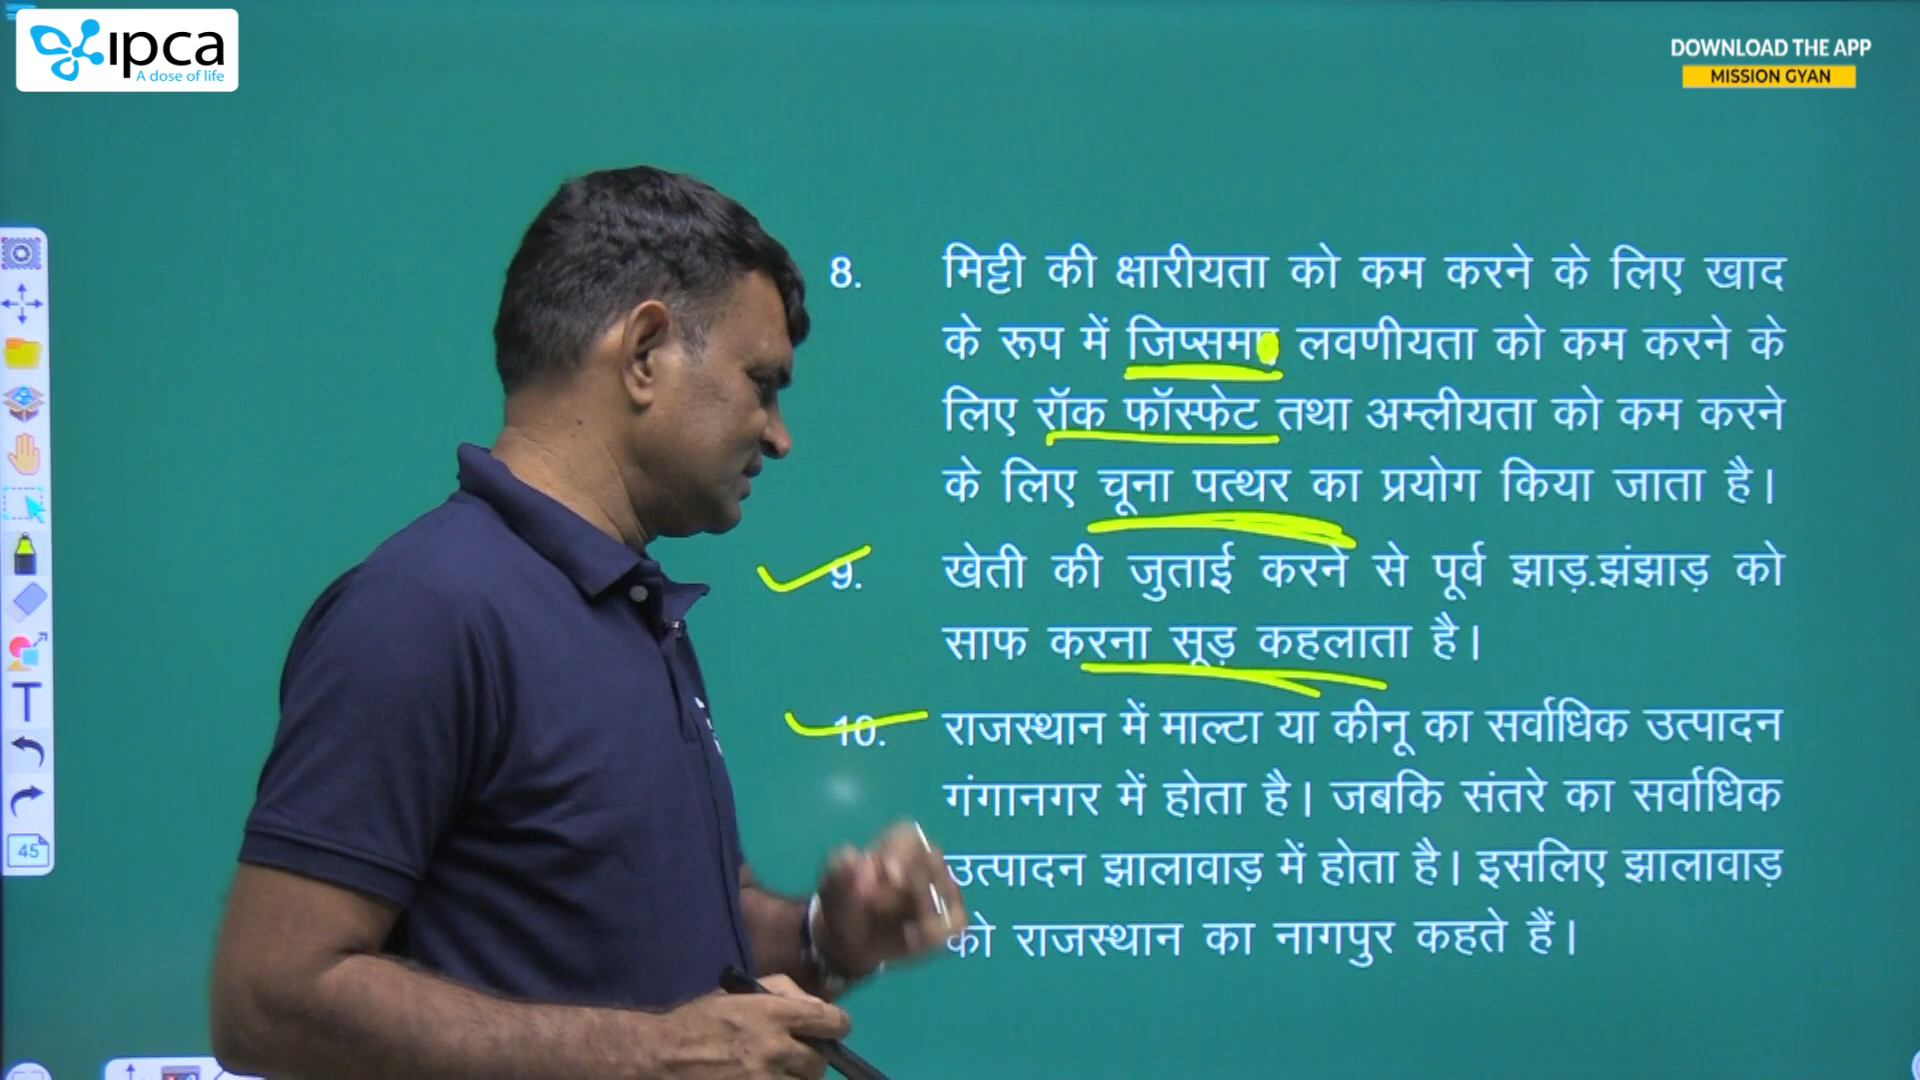 ipca
A dose of life
DOWNLOAD THE APP
MISSION GYAN
8. मिट्टी की क्षारीयता को कम करने के लिए खाद
के रूप में जिप्सम लवणीयता को कम करने के
लिए रॉक फॉस्फेट तथा अम्लीयता को कम करने
के लिए चूना पत्थर का प्रयोग किया जाता है।
9. खेती की जुताई करने से पूर्व झाड़.झंझाड़ को
साफ करना सूड़ कहलाता है।
10. राजस्थान में माल्टा या कीनू का सर्वाधिक उत्पादन
गंगानगर में होता है। जबकि संतरे का सर्वाधिक
उत्पादन झालावाड़ में होता है। इसलिए झालावाड़
को राजस्थान का नागपुर कहते हैं।
45